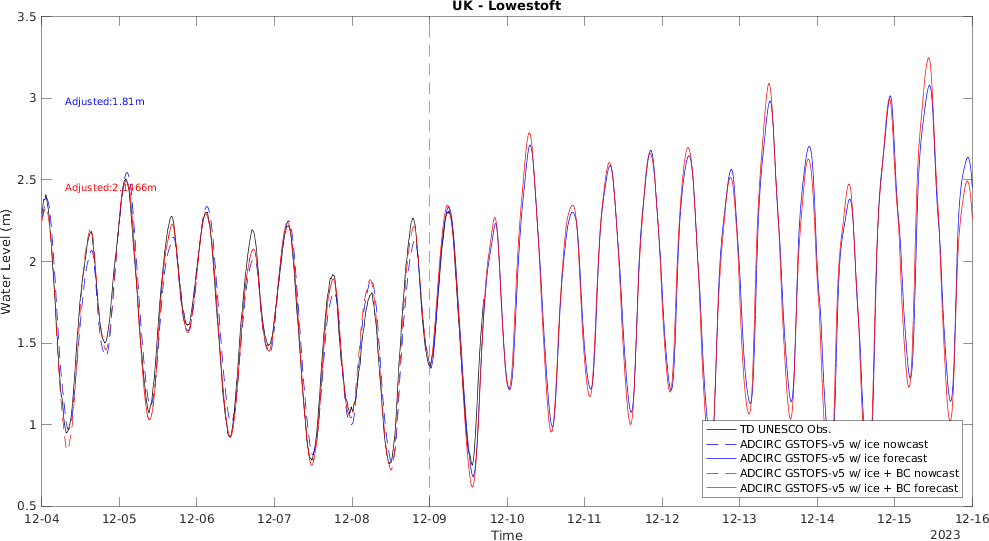 UK - Lowestoft
3.5
3
2.5
2
1.5
1
0.5
Water Level (m)
Adjusted:1.81m
Adjusted:2.1466m
TD UNESCO Obs.
ADCIRC GSTOFS-v5 w/ ice nowcast
ADCIRC GSTOFS-v5 w/ ice forecast
ADCIRC GSTOFS-v5 w/ ice + BC nowcast
ADCIRC GSTOFS-v5 w/ ice + BC forecast
12-04 12-05 12-06 12-07 12-08 12-09 12-10 12-11 12-12 12-13 12-14 12-15 12-16
Time
2023